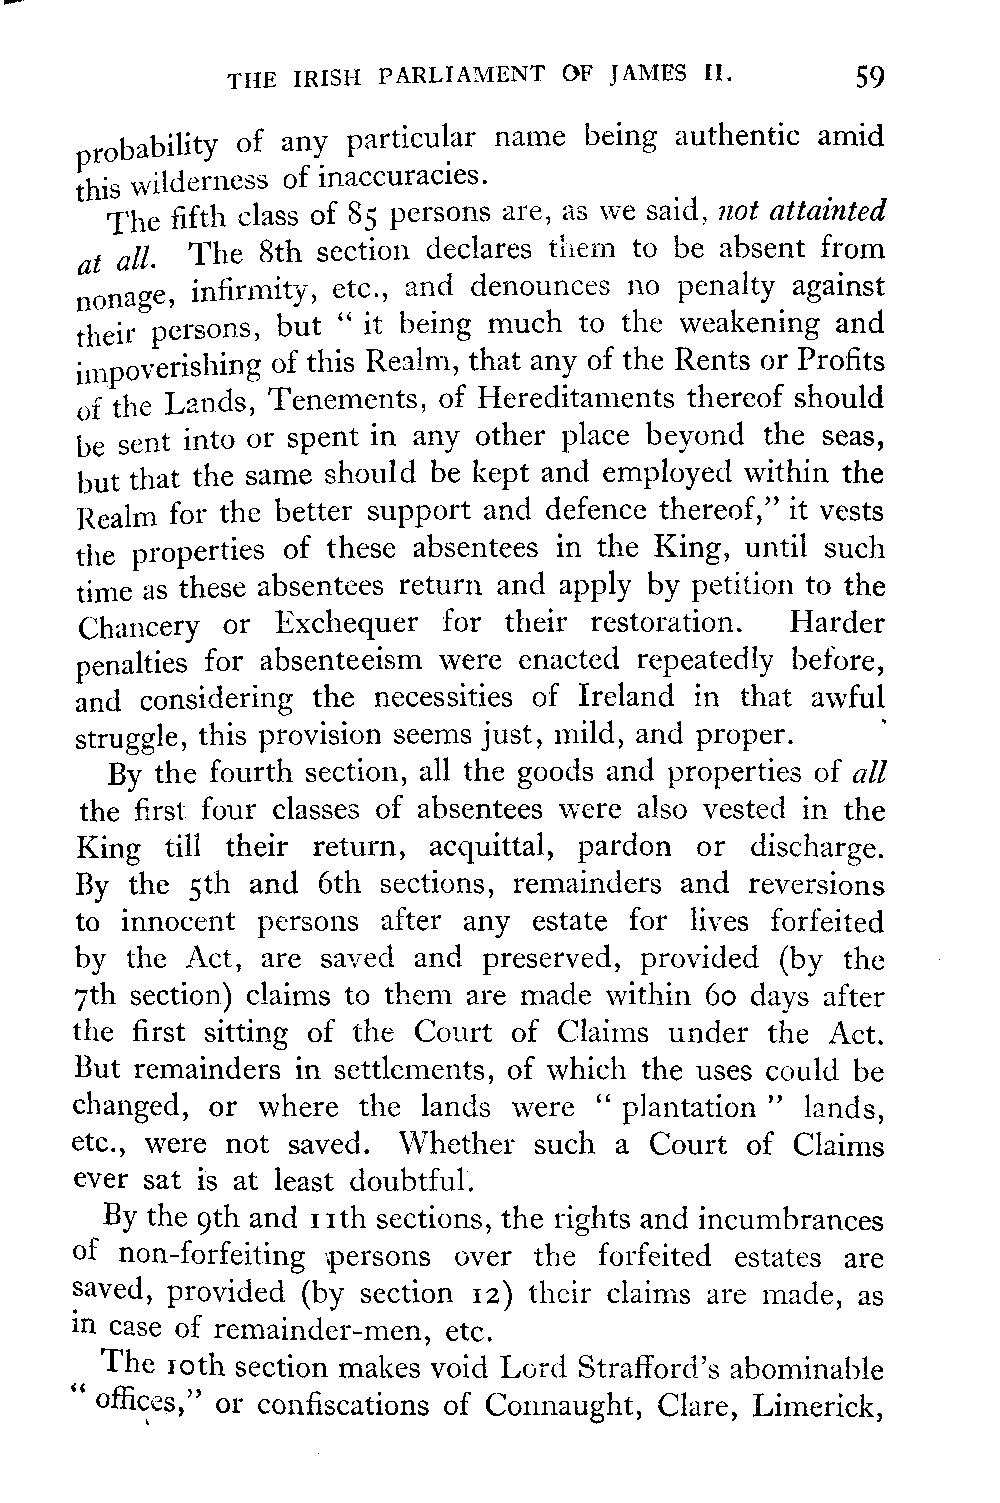 THE IRISH PARLIAMENT OF JAMES II. 59
probability of any particular name being authentic amid
this wilderness of inaccuracies.
The fifth class of 85 persons are, as we said, not attainted
at all. The 8th section declares them to be absent from
nonage, infirmity, etc., and denounces no penalty against
their persons, but “ it being much to the weakening and
impoverishing of this Realm, that any of the Rents or Profits
of the Lands, Tenements, of Hereditaments thereof should
be sent into or spent in any other place beyond the seas,
but that the same should be kept and employed within the
Realm for the better support and defence thereof,” it vests
the properties of these absentees in the King, until such
time as these absentees return and apply by petition to the
Chancery or Exchequer for their restoration. Harder
penalties for absenteeism were enacted repeatedly before,
and considering the necessities of Ireland in that awful
struggle, this provision seems just, mild, and proper.
By the fourth section, all the goods and properties of all
the first four classes of absentees were also vested in the
King till their return, acquittal, pardon or discharge.
By the 5th and 6th sections, remainders and reversions
to innocent persons after any estate for lives forfeited
by the Act, are saved and preserved, provided (by the
7th section) claims to them are made within 60 days after
the first sitting of the Court of Claims under the Act.
But remainders in settlements, of which the uses could be
changed, or where the lands were “ plantation ” lands,
etc., were not saved. Whether such a Court of Claims
ever sat is at least doubtful.
By the 9th and 11th sections, the rights and incumbrances
of non-forfeiting persons over the forfeited estates are
saved, provided (by section 12) their claims are made, as
in case of remainder-men, etc.
The 10th section makes void Lord Strafford’s abominable
“ offices,” or confiscations of Connaught, Clare, Limerick,